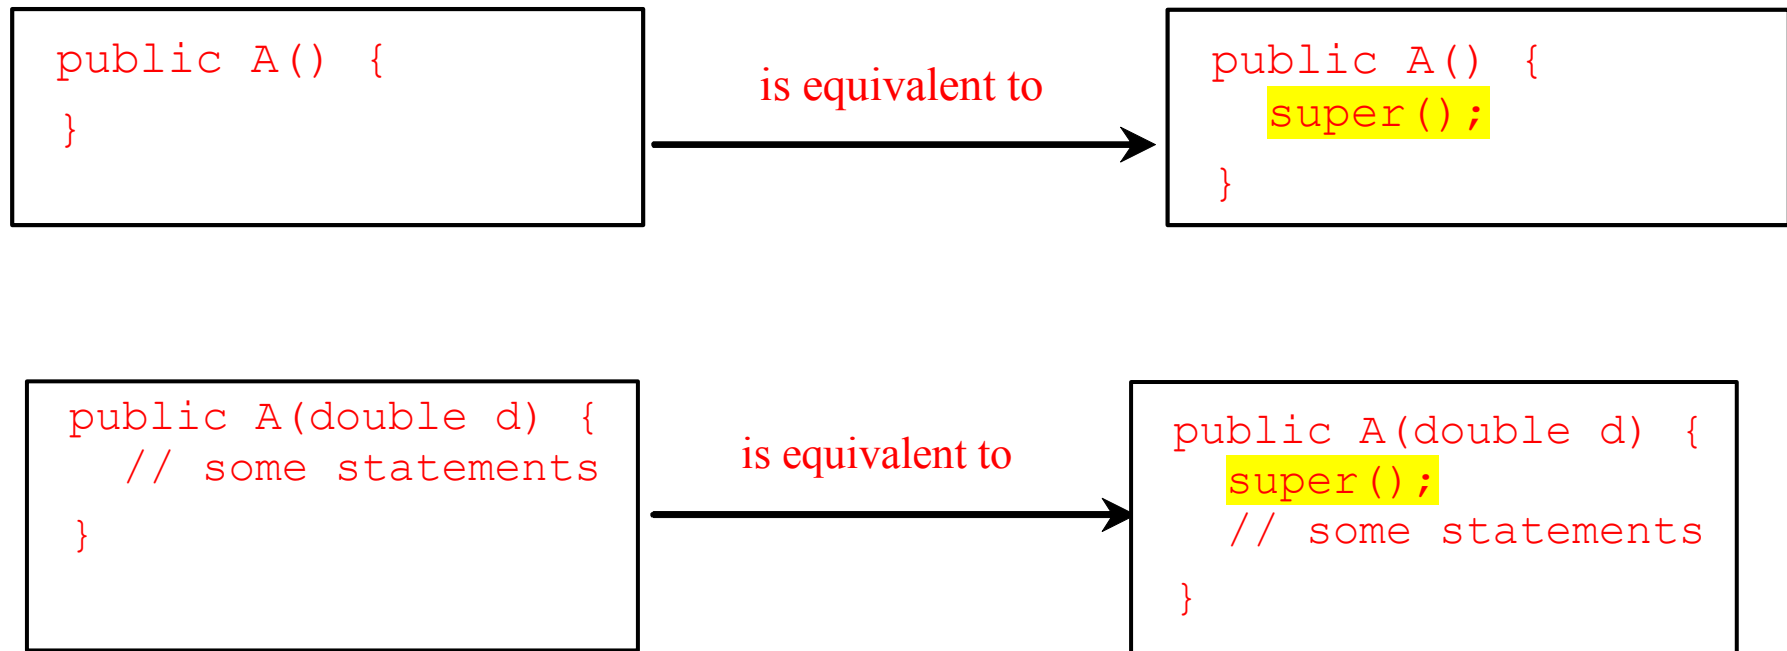 public A() {
}
is equivalent to
public A() {
super();
}
public A(double d) {
// some statements
}
is equivalent to
public A(double d) {
super();
// some statements
}